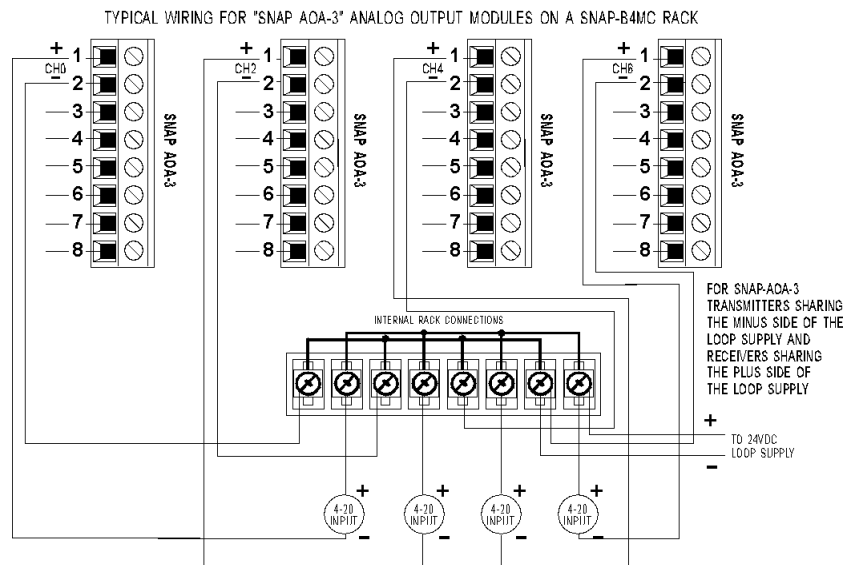 TYPICAL WIRING FOR "SNAP AOA-3" ANALOG OUTPUT MODULES ON A SNAP-B4MC RACK
+
CH0
−
1
2
3
4
5
6
7
8
SNAP AOA-3
+
CH2
−
1
2
3
4
5
6
7
8
SNAP AOA-3
+
CH4
−
1
2
3
4
5
6
7
8
SNAP AOA-3
+
CH6
−
1
2
3
4
5
6
7
8
SNAP AOA-3
INTERNAL RACK CONNECTIONS
FOR SNAP-AOA-3
TRANSMITTERS SHARING
THE MINUS SIDE OF THE
LOOP SUPPLY AND
RECEIVERS SHARING
THE PLUS SIDE OF
THE LOOP SUPPLY
+
TO 24VDC
LOOP SUPPLY
−
+
4-20
INPUT
−
+
4-20
INPUT
−
+
4-20
INPUT
−
+
4-20
INPUT
−